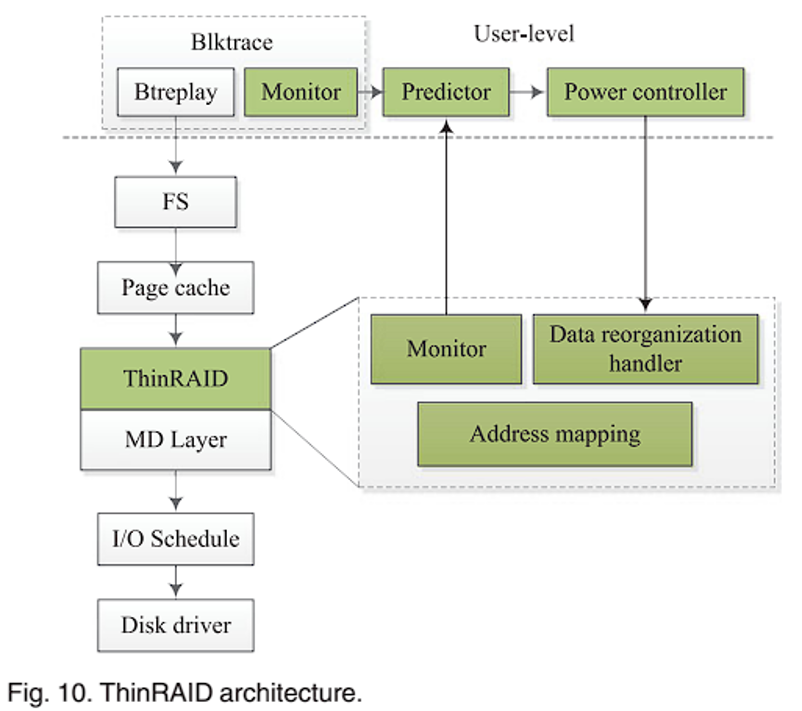 User-level
Blktrace
Btreplay
Monitor
Predictor
Power controller
FS
Page cache
ThinRAID
MD Layer
I/O Schedule
Disk driver
Monitor
Data reorganization
handler
Address mapping
Fig. 10. ThinRAID architecture.